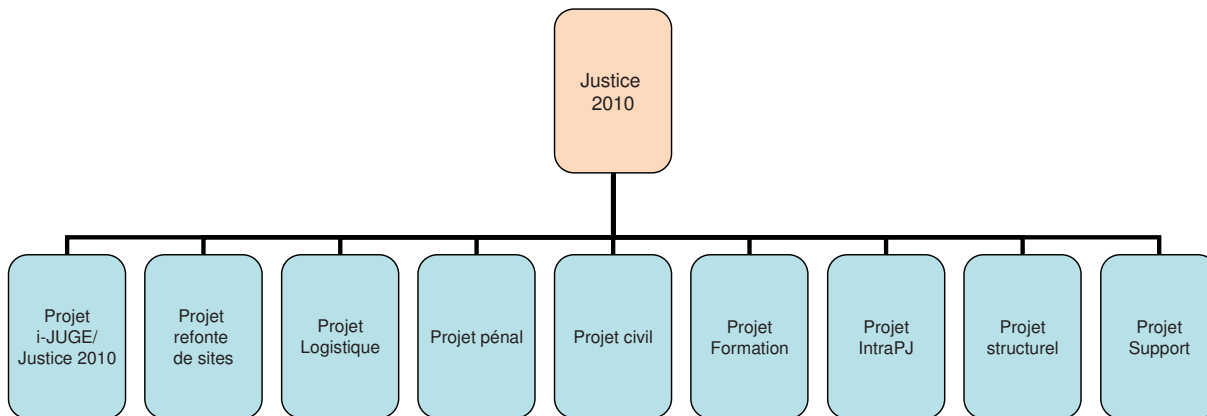 Justice
2010
Projet
i-JUGE/
Justice 2010
Projet
refonte
de sites
Projet
Logistique
Projet pénal
Projet civil
Projet
Formation
Projet
IntraPJ
Projet
structurel
Projet
Support